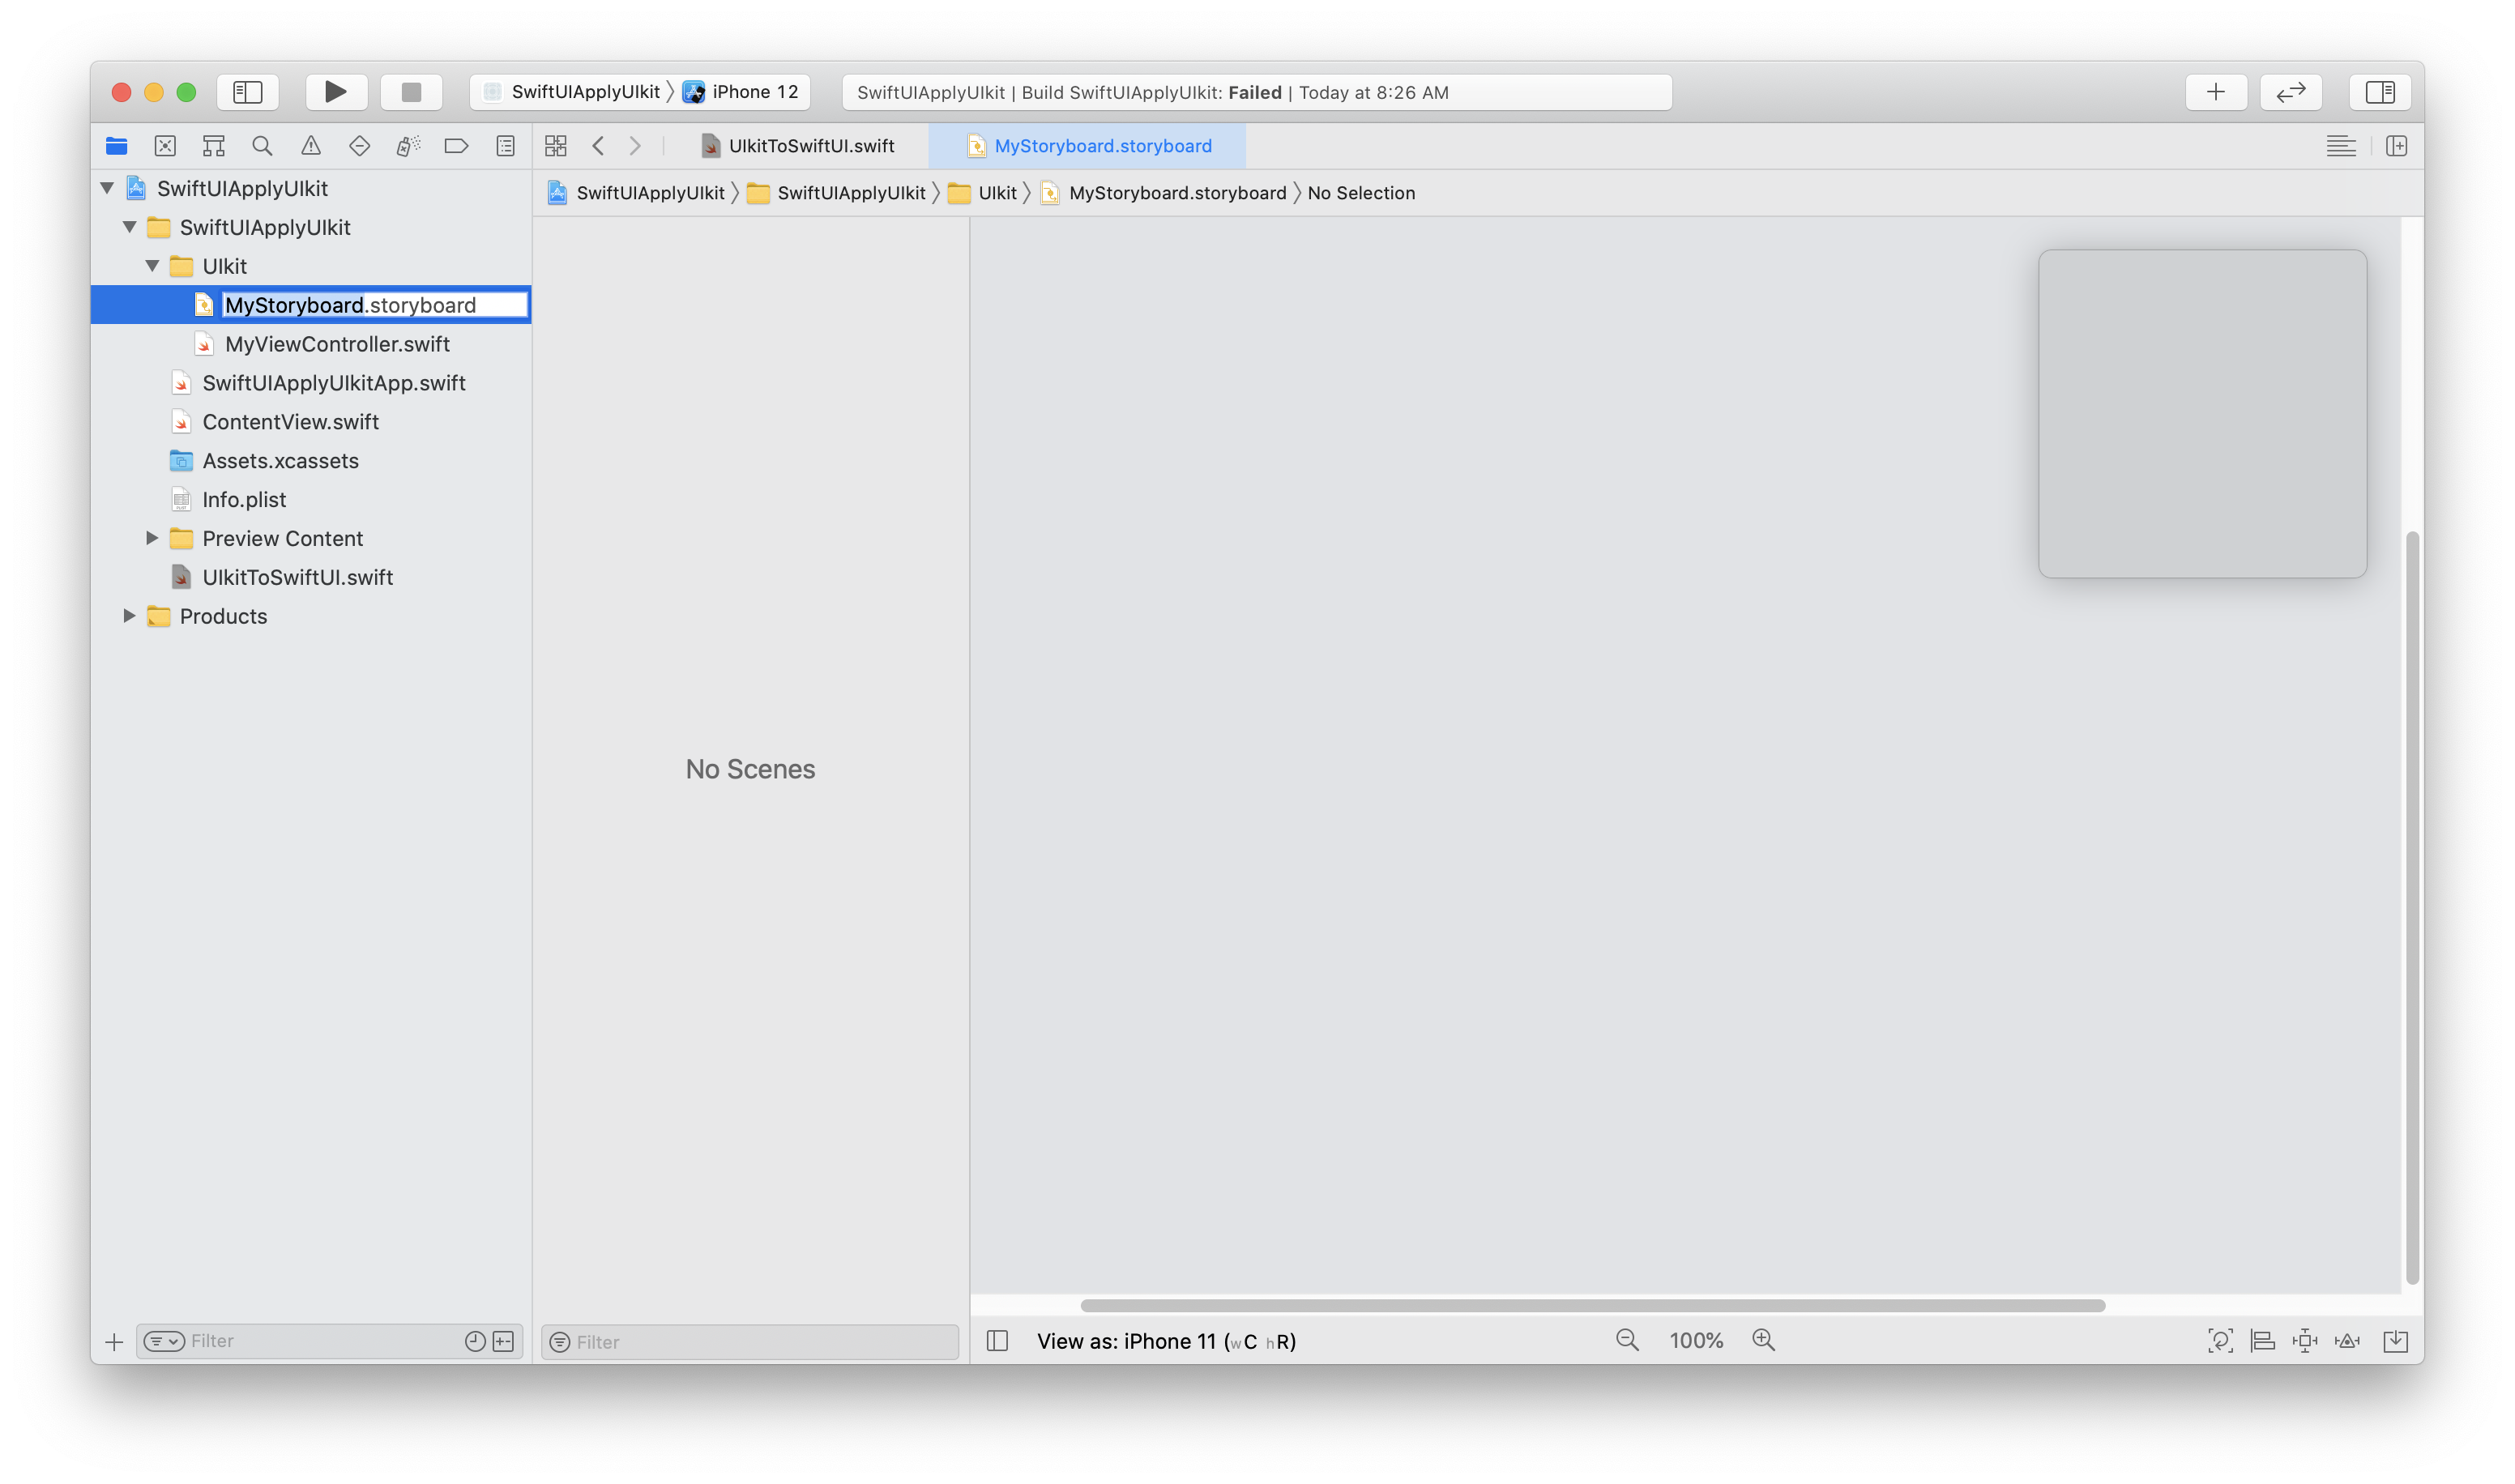 SwiftUIApplyUIkit 〉 iPhone 12
SwiftUIApplyUIkit | Build SwiftUIApplyUIkit: Failed | Today at 8:26 AM
UIkitToSwiftUI.swift
MyStoryboard.storyboard
SwiftUIApplyUIkit 〉 SwiftUIApplyUIkit 〉 UIkit 〉 MyStoryboard.storyboard 〉 No Selection
SwiftUIApplyUIkit
SwiftUIApplyUIkit
UIkit
MyStoryboard.storyboard
MyViewController.swift
SwiftUIApplyUIkitApp.swift
ContentView.swift
Assets.xcassets
Info.plist
Preview Content
UIkitToSwiftUI.swift
Products
No Scenes
Filter
Filter
View as: iPhone 11 (wC hR)
100%